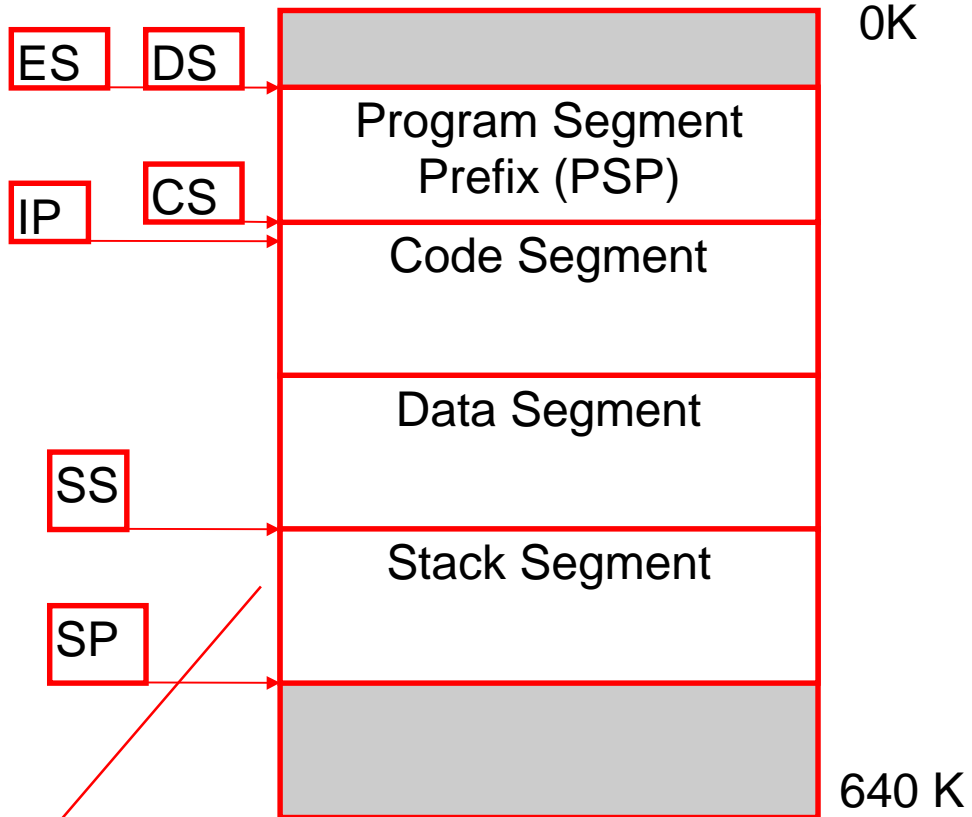 0K
ES DS
Program Segment
Prefix (PSP)
IP CS
Code Segment
Data Segment
SS
Stack Segment
SP
640 K